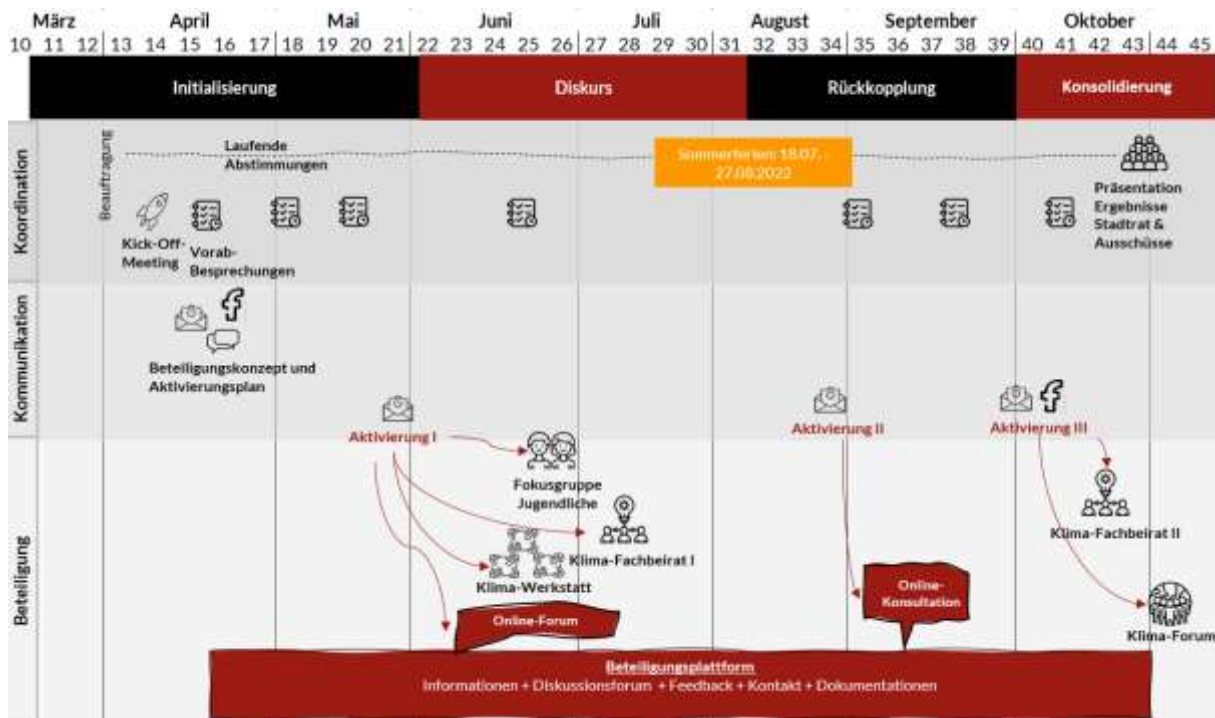 März April Mai Juni Juli August September Oktober
10 11 12 13 14 15 16 17 18 19 20 21 22 23 24 25 26 27 28 29 30 31 32 33 34 35 36 37 38 39 40 41 42 43 44 45
Initialisierung Diskurs Rückkopplung Konsolidierung
Koordination
Beauftragung
Laufende
Abstimmungen
Sommerferien: 18.07. -
27.08.2022
Kick-Off-
Meeting
Vorab-
Besprechungen
Präsentation
Ergebnisse
Stadtrat &
Ausschüsse
Kommunikation
Beteiligungskonzept und
Aktivierungsplan
Aktivierung I
Aktivierung II
Aktivierung III
Beteiligung
Fokusgruppe
Jugendliche
Klima-Fachbeirat I
Klima-Werkstatt
Klima-Fachbeirat II
Online-Forum
Online-
Konsultation
Klima-Forum
Beteiligungsplattform
Informationen + Diskussionsforum + Feedback + Kontakt + Dokumentationen